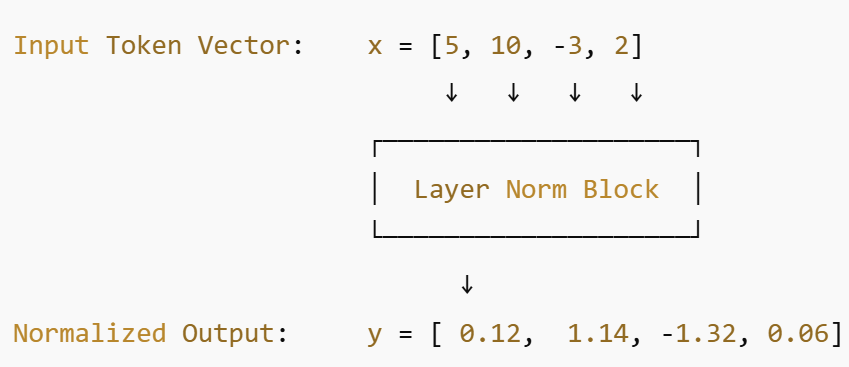 Input Token Vector: x = [5, 10, -3, 2]
↓ ↓ ↓ ↓
Layer Norm Block
↓
Normalized Output: y = [ 0.12, 1.14, -1.32, 0.06]